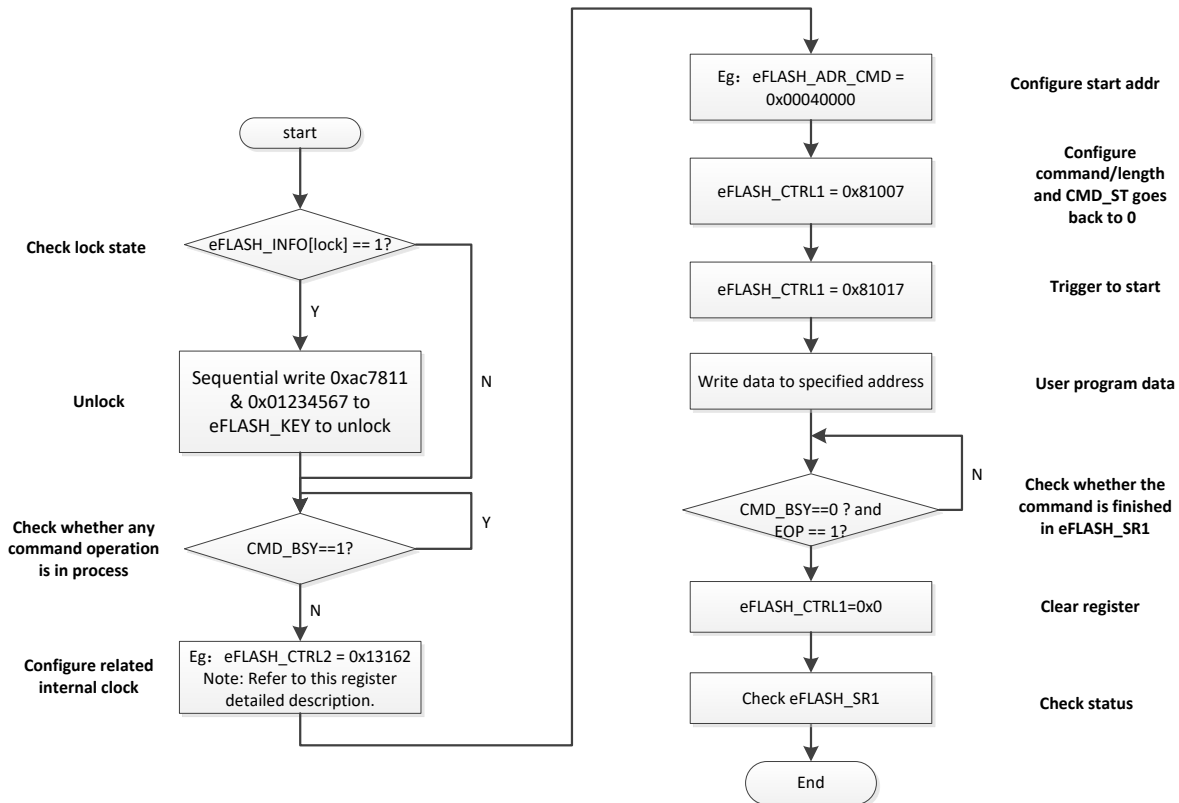 start
Check lock state
eFLASH_INFO[lock] == 1?
Y
N
Unlock
Sequential write 0xac7811
& 0x01234567 to
eFLASH_KEY to unlock
Check whether any
command operation
is in process
CMD_BSY==1?
Y
N
Configure related
internal clock
Eg：eFLASH_CTRL2 = 0x13162
Note: Refer to this register
detailed description.
Eg：eFLASH_ADR_CMD =
0x00040000
Configure start addr
eFLASH_CTRL1 = 0x81007
Configure
command/length
and CMD_ST goes
back to 0
eFLASH_CTRL1 = 0x81017
Trigger to start
Write data to specified address
User program data
CMD_BSY==0 ? and
EOP == 1?
N
Check whether the
command is finished
in eFLASH_SR1
eFLASH_CTRL1=0x0
Clear register
Check eFLASH_SR1
Check status
End